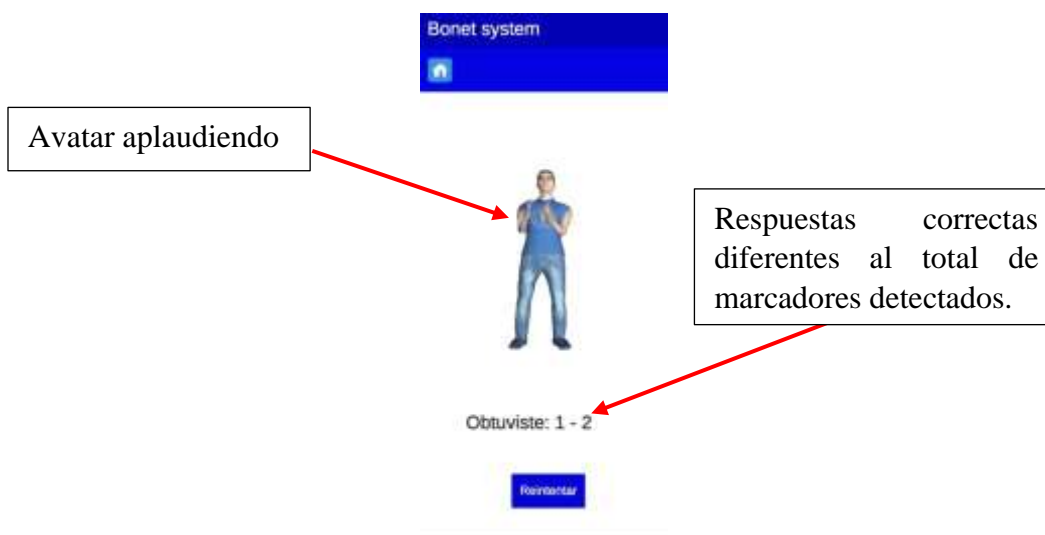 Bonet system
Avatar aplaudiendo
Respuestas correctas
diferentes al total de
marcadores detectados.
Obtuviste: 1 - 2
Reintentar